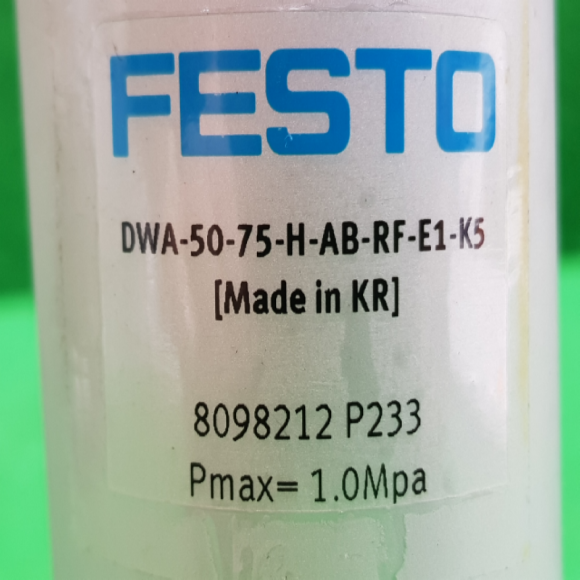 FESTO
DWA-50-75-H-AB-RF-E1-K5
[Made in KR]
8098212 P233
Pmax= 1.0Mpa